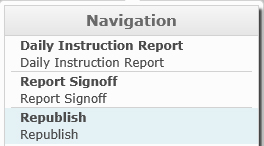 Navigation
Daily Instruction Report
Daily Instruction Report
Report Signoff
Report Signoff
Republish
Republish